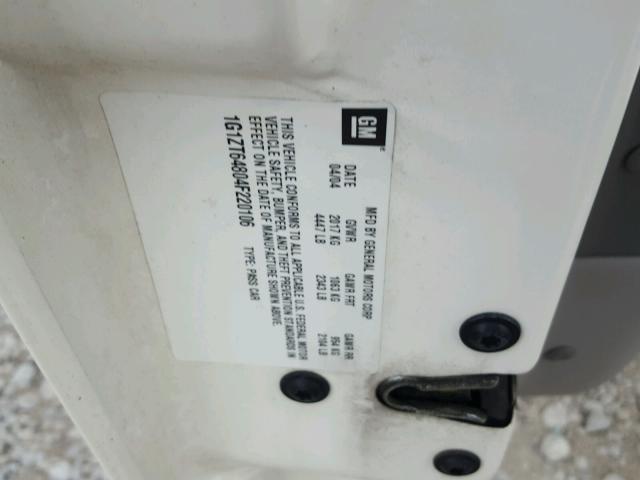 GM
MFD BY GENERAL MOTORS CORP
DATE GVWR GAWR FRT GAWR RR
04/04 2017 KG 1063 KG 954 KG
4447 LB 2343 LB 2104 LB
THIS VEHICLE CONFORMS TO ALL APPLICABLE U.S. FEDERAL MOTOR
VEHICLE SAFETY, BUMPER, AND THEFT PREVENTION STANDARDS IN
EFFECT ON THE DATE OF MANUFACTURE SHOWN ABOVE.
1G1ZT64804F220106 TYPE: PASS CAR